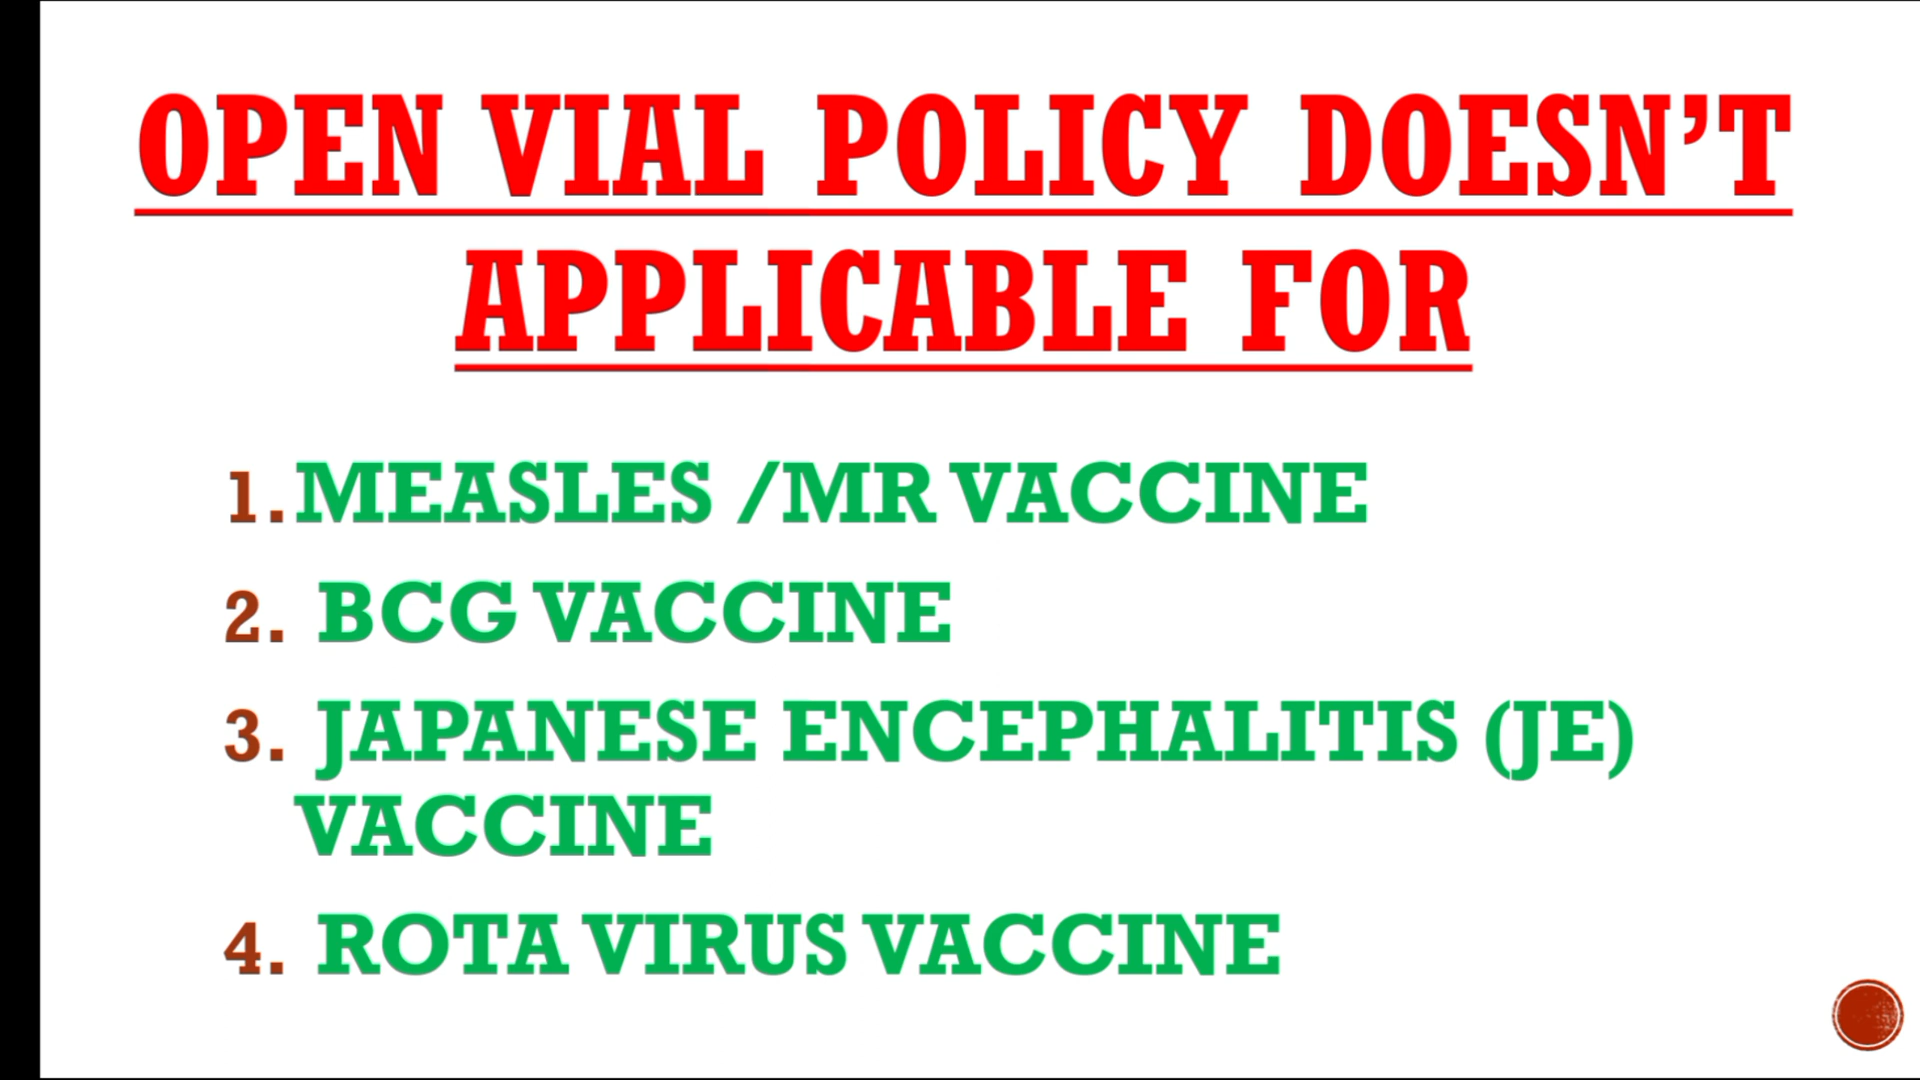 OPEN VIAL POLICY DOESN’T
APPLICABLE FOR
1. MEASLES /MR VACCINE
2. BCG VACCINE
3. JAPANESE ENCEPHALITIS (JE)
VACCINE
4. ROTA VIRUS VACCINE